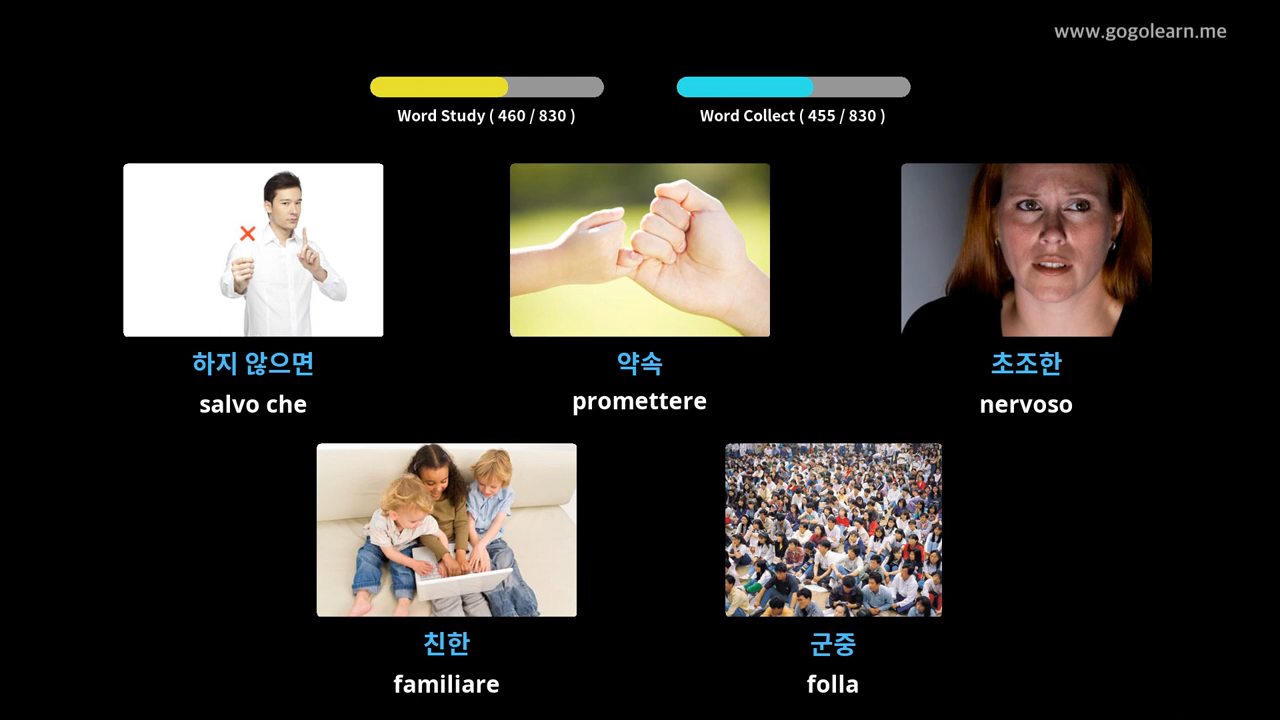 www.gogolearn.me
Word Study ( 460 / 830 )
Word Collect ( 455 / 830 )
하지 않으면
salvo che
약속
promettere
초조한
nervoso
친한
familiare
군중
folla